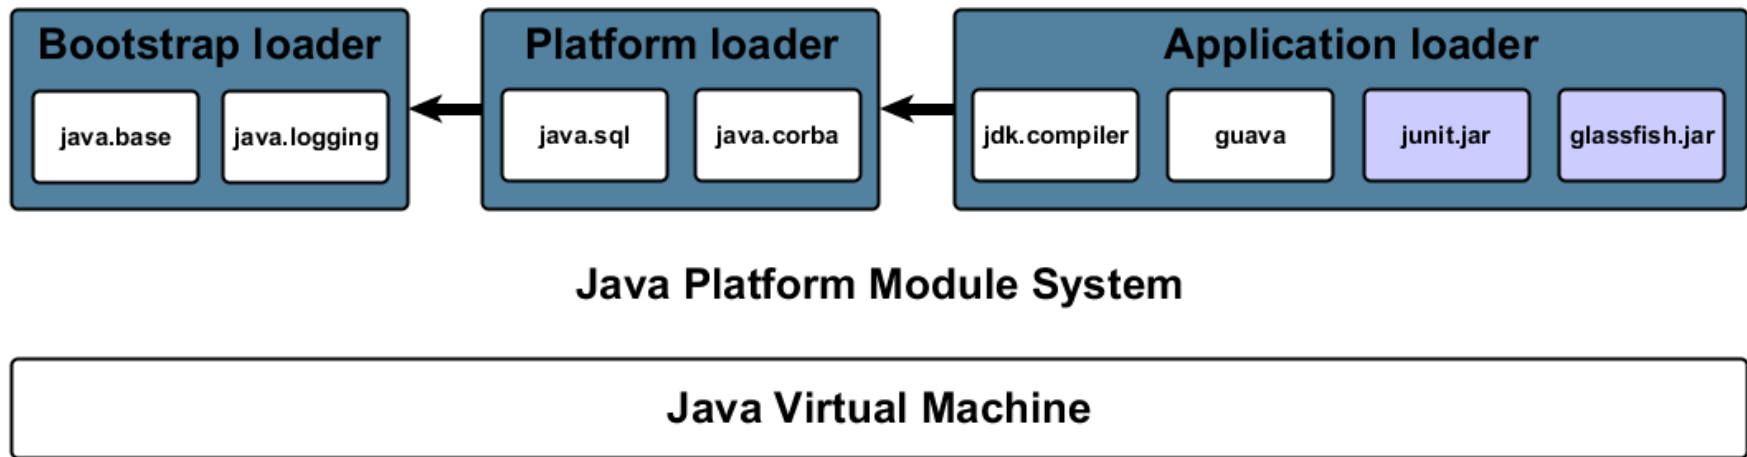 Bootstrap loader
java.base
java.logging
Platform loader
java.sql
java.corba
Application loader
jdk.compiler
guava
junit.jar
glassfish.jar
Java Platform Module System
Java Virtual Machine